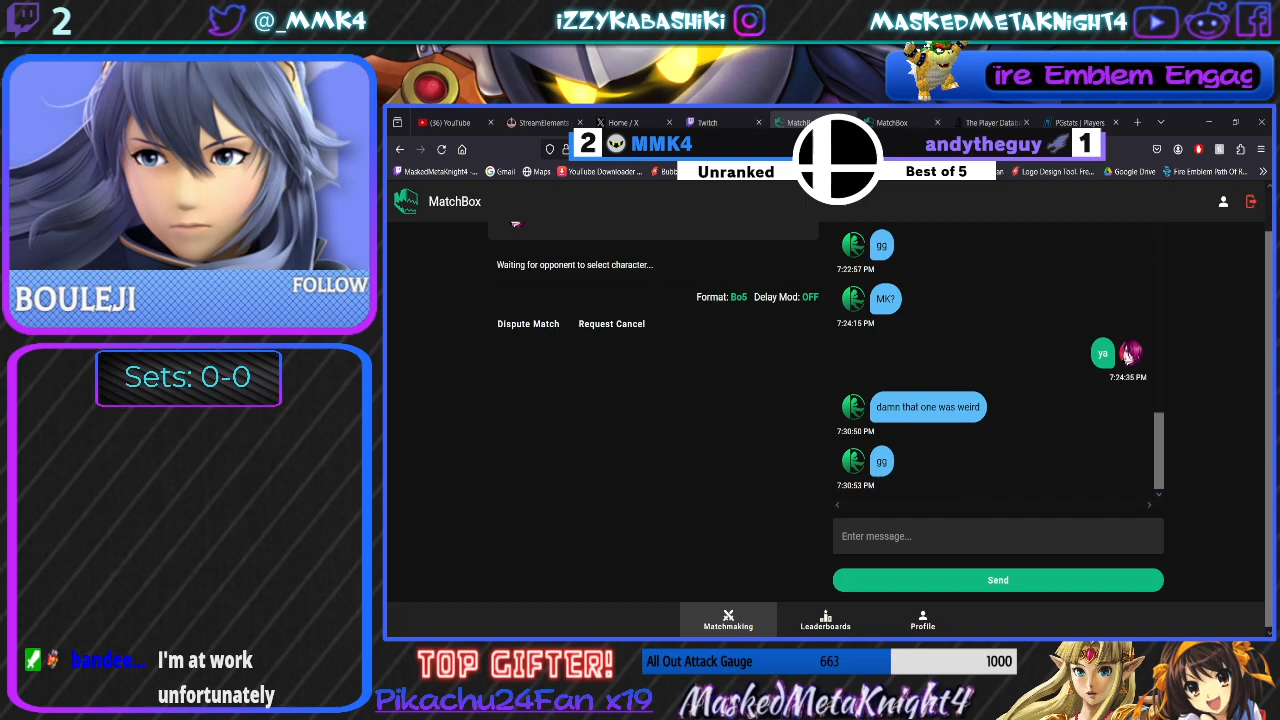 2
@_MMK4
iZZYKABASHiKi
MASKEDMETAKNIGHT4
ire Emblem Engag
(36) YouTube
StreamElements
Home / X
Twitch
MatchB
MatchBox
The Player Datab
PGstats | Players
2
MMK4
andytheguy
1
Unranked
Best of 5
MaskedMetaKnight4 -...
Gmail
Maps
YouTube Downloader ...
Bubb
Logo Design Tool. Fre...
Google Drive
Fire Emblem Path Of R...
MatchBox
Waiting for opponent to select character...
Format: Bo5 Delay Mod: OFF
Dispute Match
Request Cancel
gg
7:22:57 PM
MK?
7:24:15 PM
ya
7:24:35 PM
damn that one was weird
7:30:50 PM
gg
7:30:53 PM
Enter message...
Send
Matchmaking
Leaderboards
Profile
BOULEJI
FOLLOW
Sets: 0-0
bandee... I'm at work
unfortunately
TOP GIFTER!
Pikachu24Fan x19
All Out Attack Gauge 663 1000
MaskedMetaKnight4